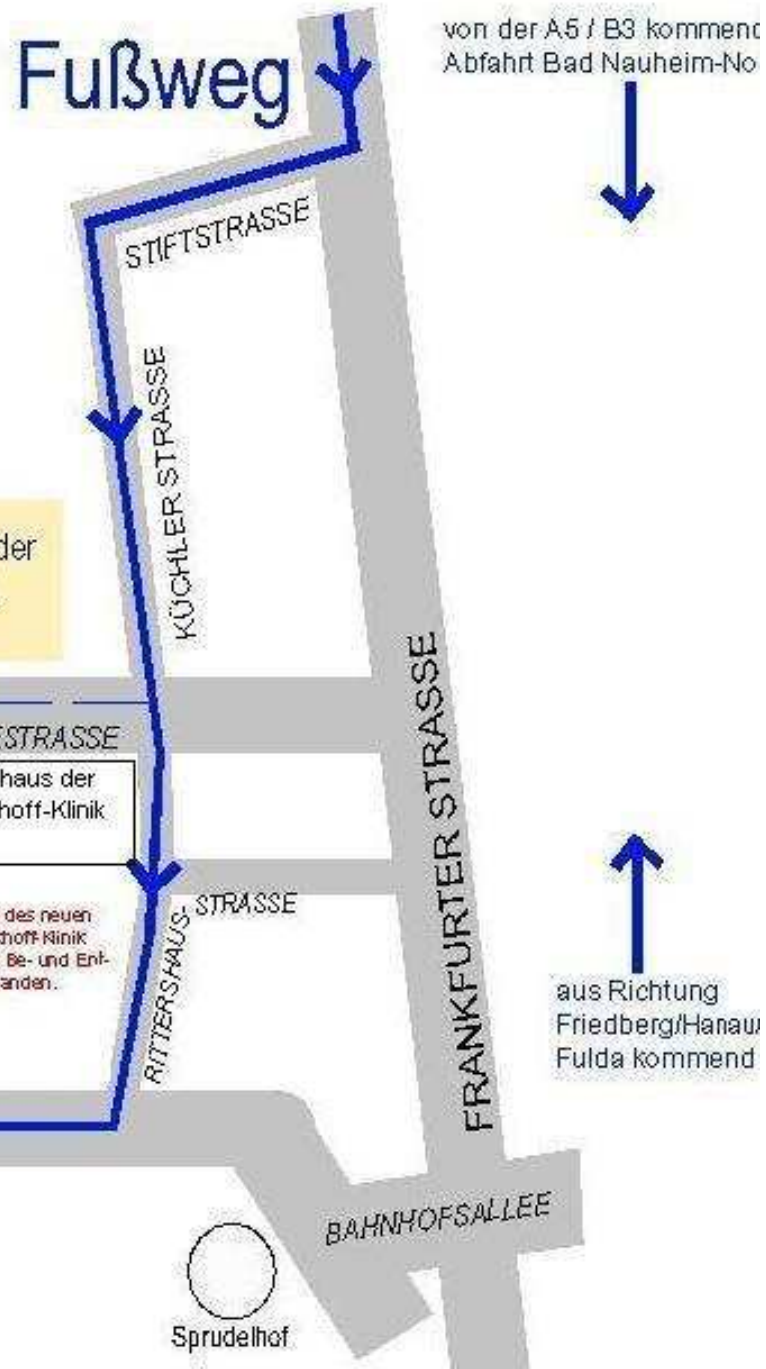 Fußweg
von der A5 / B3 kommend
Abfahrt Bad Nauheim-No
STIFTSTRASSE
KÜCHLER STRASSE
der
FRANKFURTER STRASSE
STRASSE
haus der
hoff-Klinik
des neuen
hoff-Klinik
Be- und Ent-
anden.
RITTERSHAUS-
STRASSE
aus Richtung
Friedberg/Hanau/
Fulda kommend
BAHNHOFSALLEE
Sprudelhof